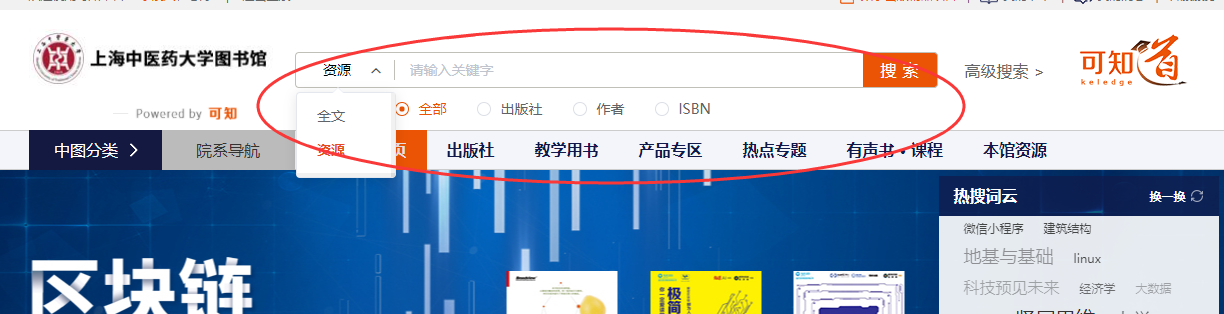 上海中医药大学图书馆
资源
请输入关键字
搜索
高级搜索 >
可知道
keledge
Powered by 可知
全文
全部
出版社
作者
ISBN
资源
中图分类
院系导航
页
出版社
教学用书
产品专区
热点专题
有声书·课程
本馆资源
热搜词云
换一换
微信小程序
建筑结构
地基与基础
linux
科技预见未来
经济学
大数据
区块链
极简